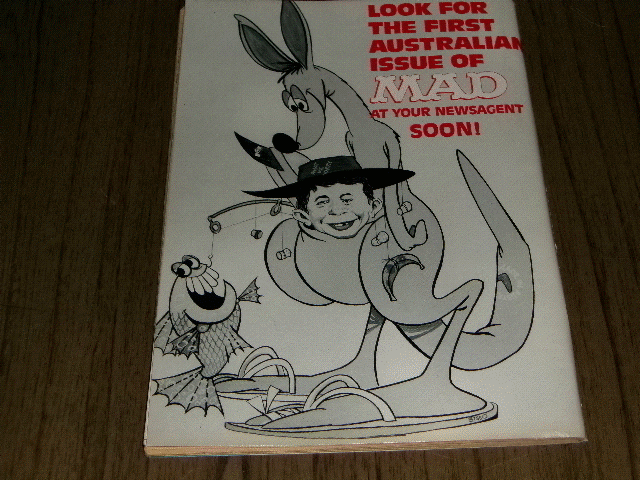 LOOK FOR
THE FIRST
AUSTRALIAN
ISSUE OF
MAD
AT YOUR NEWSAGENT
SOON!